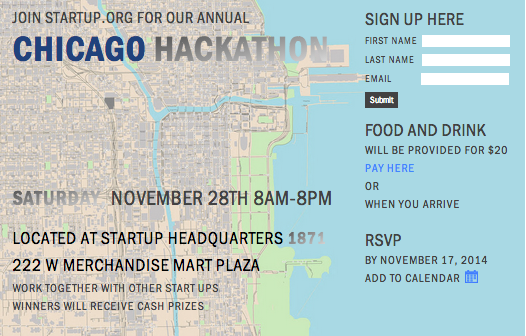 JOIN STARTUP.ORG FOR OUR ANNUAL
CHICAGO HACKATHON
SATURDAY NOVEMBER 28TH 8AM-8PM
LOCATED AT STARTUP HEADQUARTERS 1871
222 W MERCHANDISE MART PLAZA
WORK TOGETHER WITH OTHER START UPS
WINNERS WILL RECEIVE CASH PRIZES
SIGN UP HERE
FIRST NAME
LAST NAME
EMAIL
Submit
FOOD AND DRINK
WILL BE PROVIDED FOR $20
PAY HERE
OR
WHEN YOU ARRIVE
RSVP
BY NOVEMBER 17, 2014
ADD TO CALENDAR